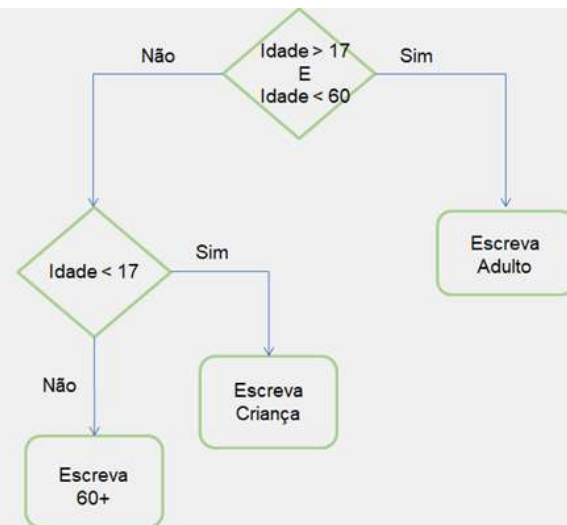 Não
Idade > 17
E
Idade < 60
Sim
Escreva
Adulto
Idade < 17
Sim
Não
Escreva
Criança
Escreva
60+